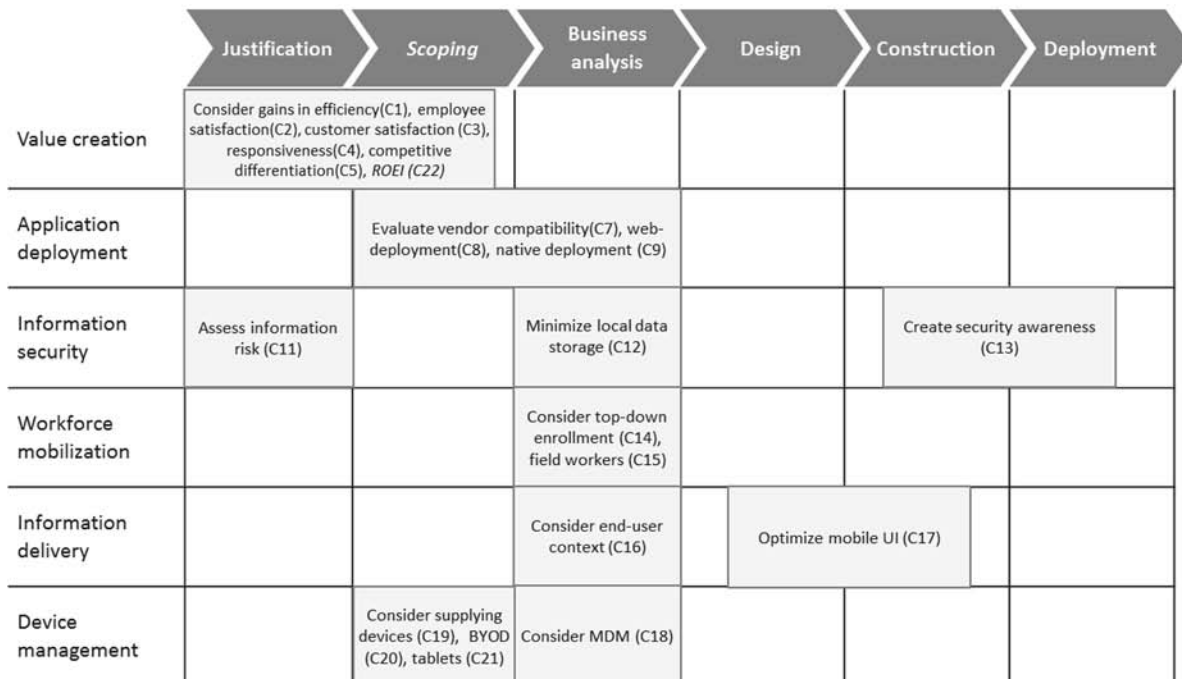 Justification
Scoping
Business
analysis
Design
Construction
Deployment
Value creation
Consider gains in efficiency(C1), employee
satisfaction(C2), customer satisfaction (C3),
responsiveness(C4), competitive
differentiation(C5), ROEI (C22)
Application
deployment
Evaluate vendor compatibility(C7), web-
deployment(C8), native deployment (C9)
Information
security
Assess information
risk (C11)
Minimize local data
storage (C12)
Create security awareness
(C13)
Workforce
mobilization
Consider top-down
enrollment (C14),
field workers (C15)
Information
delivery
Consider end-user
context (C16)
Optimize mobile UI (C17)
Device
management
Consider supplying
devices (C19), BYOD
(C20), tablets (C21)
Consider MDM (C18)